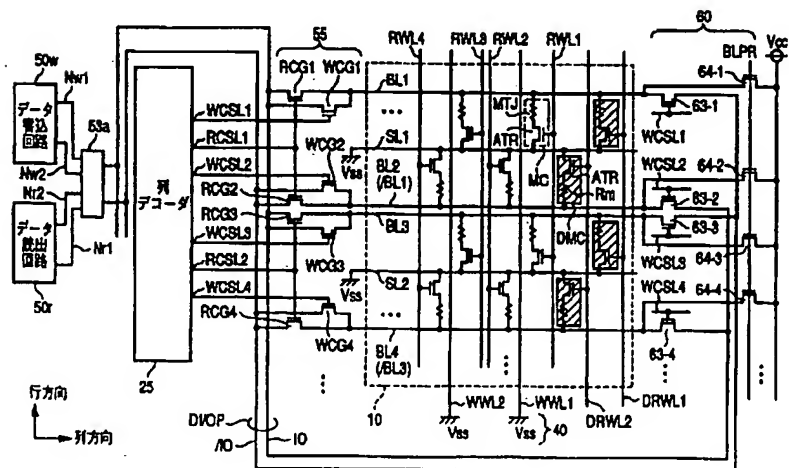 55
60
RWL4
RWL3
RWL2
RWL1
BLPR
Vcc
50w
データ
書込
回路
Nw1
Nw2
53a
Nr2
Nr1
データ
読出
回路
50r
列
デコーダ
25
WCSL1
RCSL1
WCSL2
RCG2
RCG3
WCSL3
RCSL2
WCSL4
RCG4
RCG1
WCG1
WCG2
WCG3
WCG4
BL1
...
SL1
Vss
BL2
(/BL1)
BL3
SL2
Vss
...
BL4
(/BL3)
MTJ
ATR
MC
ATR
Rm
DMC
64-1
63-1
WCSL1
WCSL2
64-2
63-2
63-3
WCSL3
64-3
WCSL4
64-4
63-4
行方向
列方向
DI/OP
/IO
IO
10
WWL2
WWL1
Vss
Vss
40
DRWL2
DRWL1